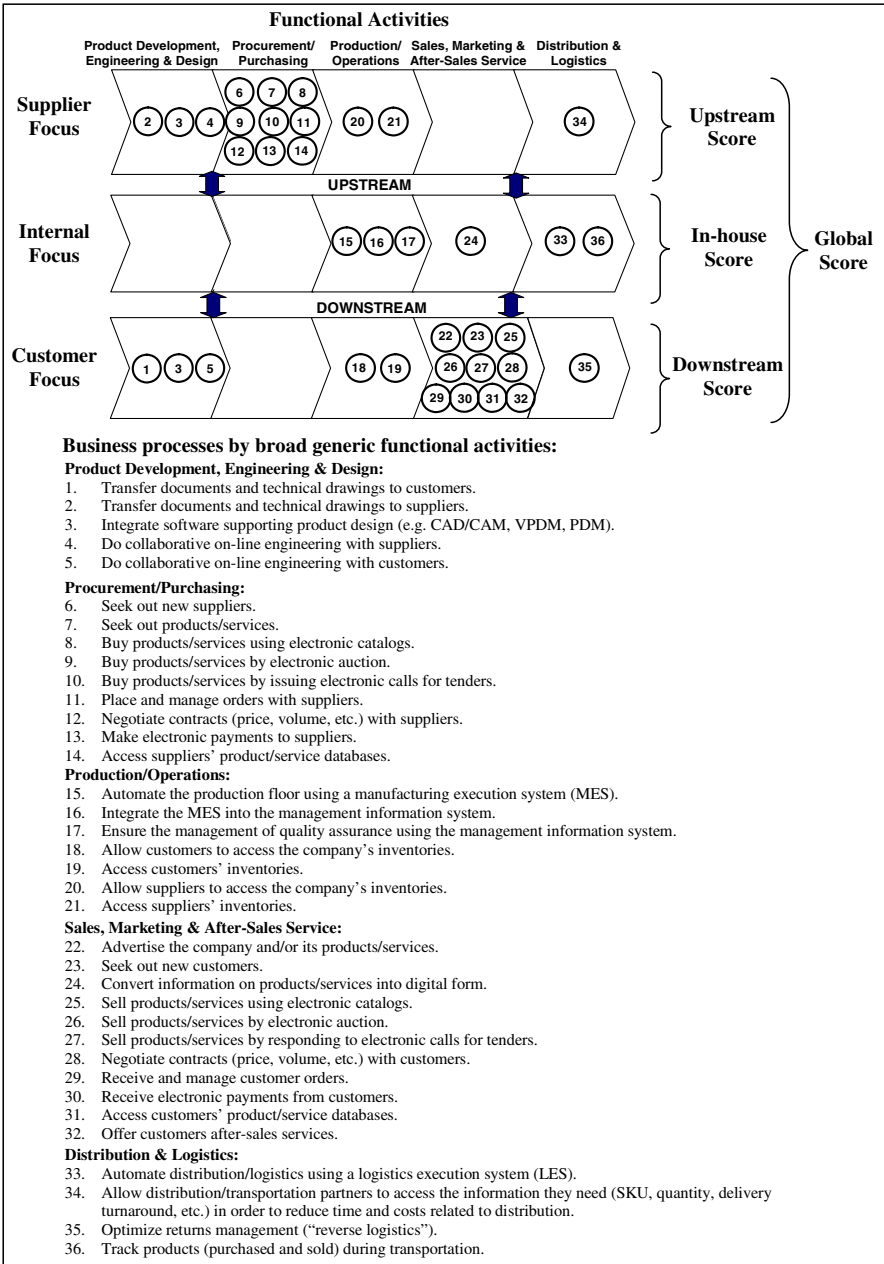 Functional Activities
Product Development, Engineering & Design
Procurement/ Purchasing
Production/ Operations
Sales, Marketing & After-Sales Service
Distribution & Logistics
Supplier Focus
6 7 8
2 3 4 9 10 11 20 21 34
12 13 14
Upstream Score
UPSTREAM
Internal Focus
15 16 17 24 33 36
In-house Score
Global Score
DOWNSTREAM
Customer Focus
22 23 25
1 3 5 18 19 26 27 28 35
29 30 31 32
Downstream Score
Business processes by broad generic functional activities:
Product Development, Engineering & Design:
1. Transfer documents and technical drawings to customers.
2. Transfer documents and technical drawings to suppliers.
3. Integrate software supporting product design (e.g. CAD/CAM, VPDM, PDM).
4. Do collaborative on-line engineering with suppliers.
5. Do collaborative on-line engineering with customers.
Procurement/Purchasing:
6. Seek out new suppliers.
7. Seek out products/services.
8. Buy products/services using electronic catalogs.
9. Buy products/services by electronic auction.
10. Buy products/services by issuing electronic calls for tenders.
11. Place and manage orders with suppliers.
12. Negotiate contracts (price, volume, etc.) with suppliers.
13. Make electronic payments to suppliers.
14. Access suppliers’ product/service databases.
Production/Operations:
15. Automate the production floor using a manufacturing execution system (MES).
16. Integrate the MES into the management information system.
17. Ensure the management of quality assurance using the management information system.
18. Allow customers to access the company’s inventories.
19. Access customers’ inventories.
20. Allow suppliers to access the company’s inventories.
21. Access suppliers’ inventories.
Sales, Marketing & After-Sales Service:
22. Advertise the company and/or its products/services.
23. Seek out new customers.
24. Convert information on products/services into digital form.
25. Sell products/services using electronic catalogs.
26. Sell products/services by electronic auction.
27. Sell products/services by responding to electronic calls for tenders.
28. Negotiate contracts (price, volume, etc.) with customers.
29. Receive and manage customer orders.
30. Receive electronic payments from customers.
31. Access customers’ product/service databases.
32. Offer customers after-sales services.
Distribution & Logistics:
33. Automate distribution/logistics using a logistics execution system (LES).
34. Allow distribution/transportation partners to access the information they need (SKU, quantity, delivery
turnaround, etc.) in order to reduce time and costs related to distribution.
35. Optimize returns management (“reverse logistics”).
36. Track products (purchased and sold) during transportation.